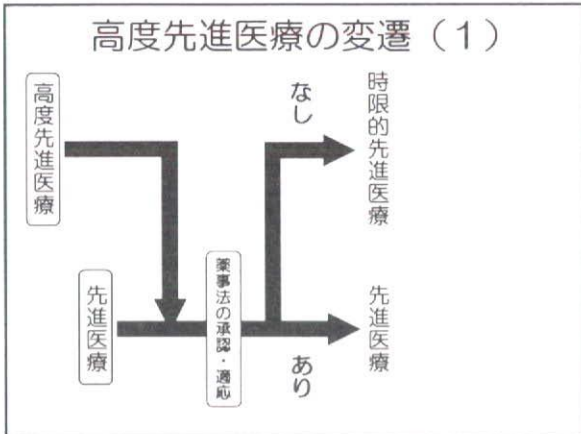 高度先進医療の変遷（1）
高度先進医療
先進医療
薬事法の承認・適応
なし
あり
時限的先進医療
先進医療